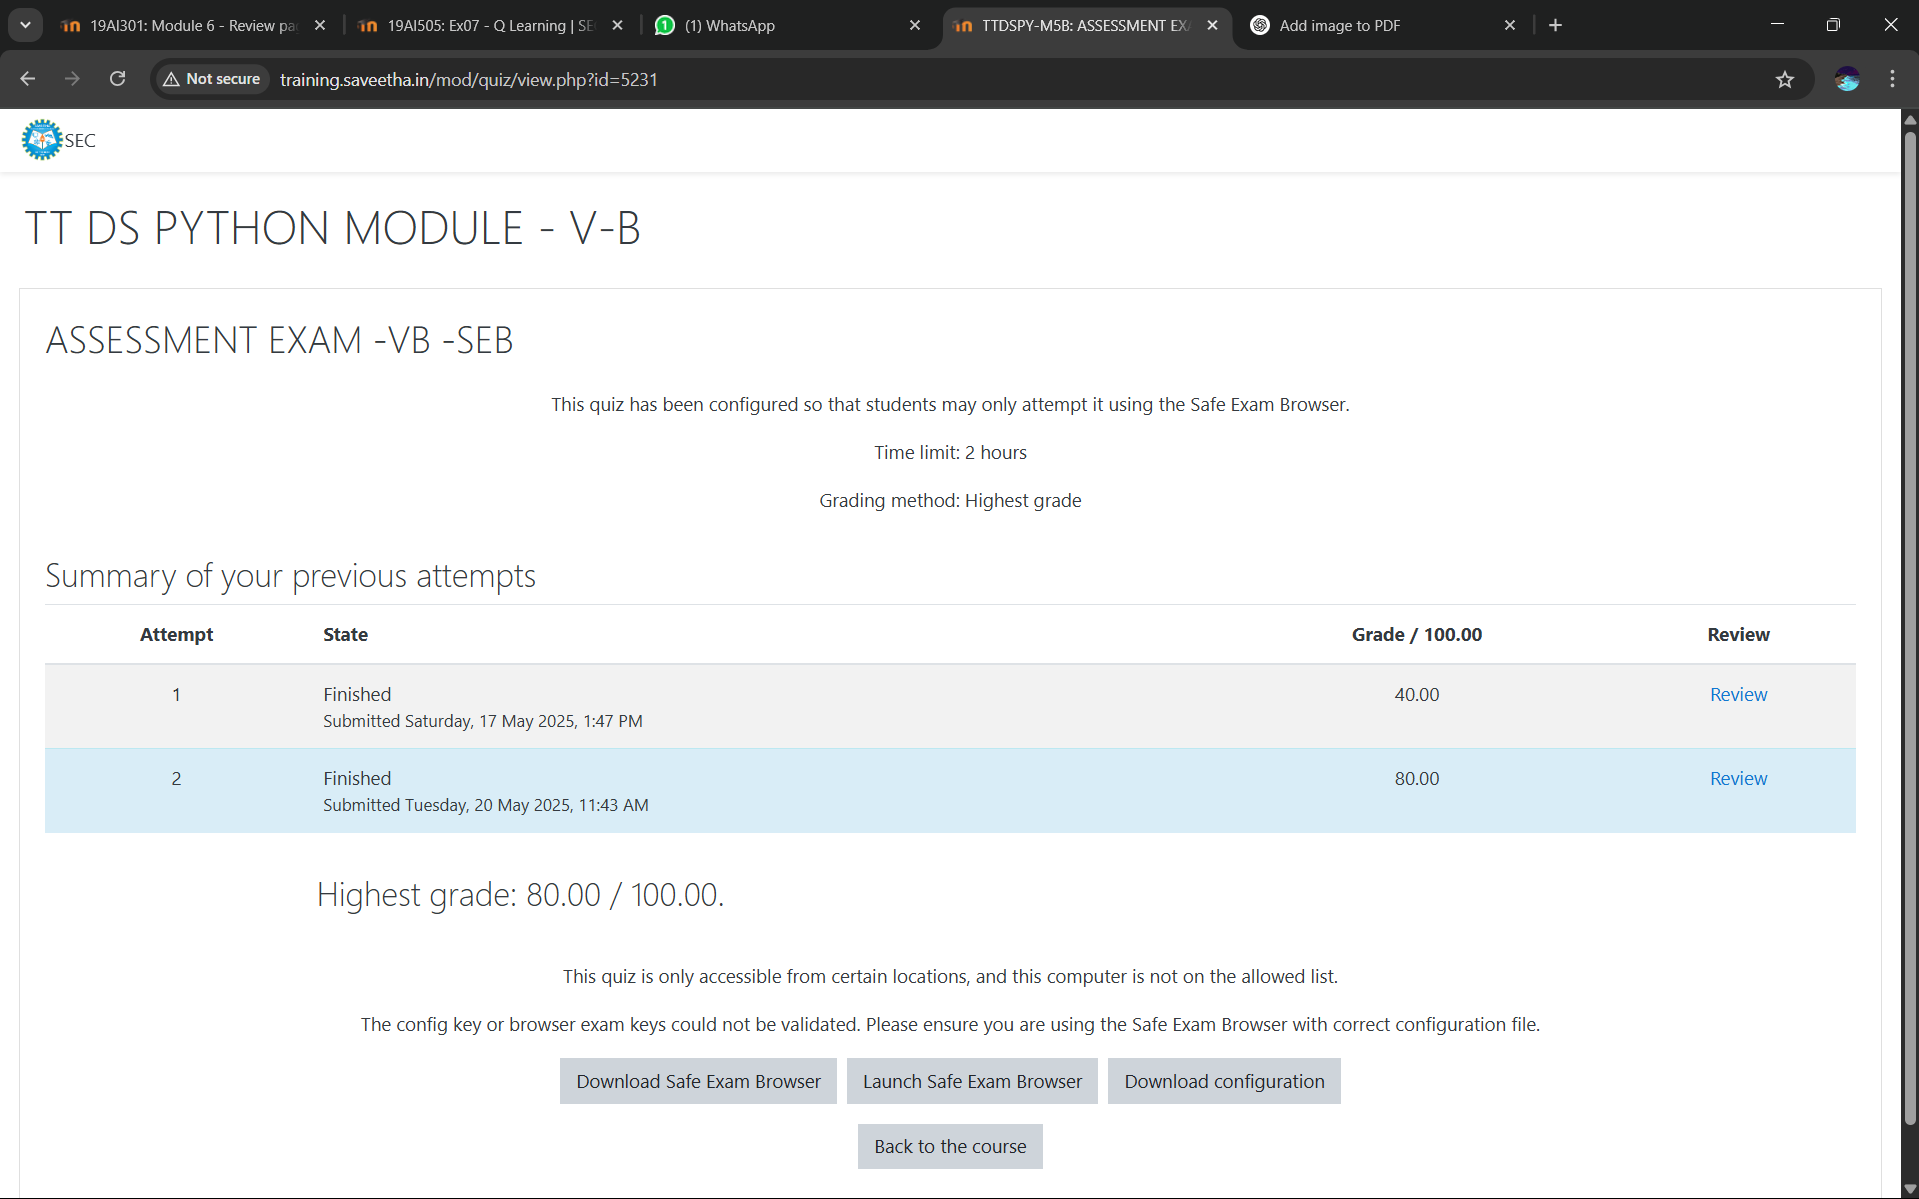 19AI301: Module 6 - Review pa
19AI505: Ex07 - Q Learning | SE
(1) WhatsApp
TTDSPY-M5B: ASSESSMENT EX
Add image to PDF
Not secure
training.saveetha.in/mod/quiz/view.php?id=5231
SEC
TT DS PYTHON MODULE - V-B
ASSESSMENT EXAM -VB -SEB
This quiz has been configured so that students may only attempt it using the Safe Exam Browser.
Time limit: 2 hours
Grading method: Highest grade
Summary of your previous attempts
Attempt State Grade / 100.00 Review
1 Finished 40.00 Review
Submitted Saturday, 17 May 2025, 1:47 PM
2 Finished 80.00 Review
Submitted Tuesday, 20 May 2025, 11:43 AM
Highest grade: 80.00 / 100.00.
This quiz is only accessible from certain locations, and this computer is not on the allowed list.
The config key or browser exam keys could not be validated. Please ensure you are using the Safe Exam Browser with correct configuration file.
Download Safe Exam Browser Launch Safe Exam Browser Download configuration
Back to the course